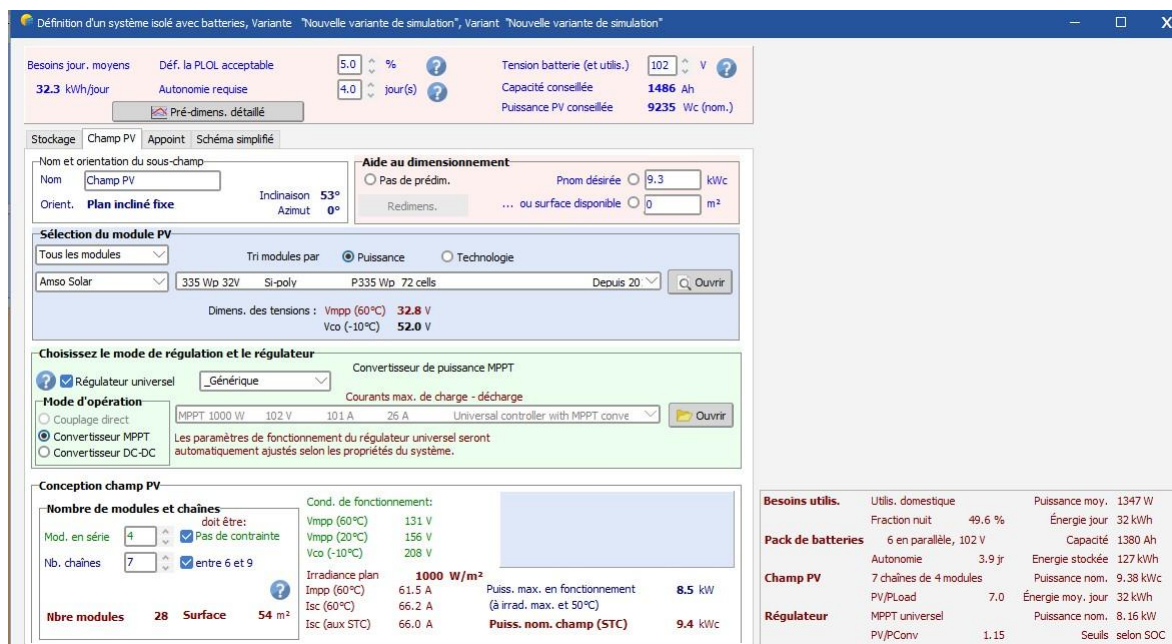 Définition d'un système isolé avec batteries, Variante "Nouvelle variante de simulation", Variant "Nouvelle variante de simulation"
Besoins jour. moyens Déf. la PLOL acceptable 5.0 % ? Tension batterie (et utilis.) 102 V ?
32.3 kWh/jour Autonomie requise 4.0 jour(s) ? Capacité conseillée 1486 Ah
Pré-dimens. détaillé Puissance PV conseillée 9235 Wc (nom.)
Stockage Champ PV Appoint Schéma simplifié
Nom et orientation du sous-champ
Nom Champ PV
Orient. Plan incliné fixe Inclinaison 53°
Azimut 0°
Aide au dimensionnement
Pas de prédim. Pnom désirée 9.3 kWc
Redimens. ... ou surface disponible 0 m²
Sélection du module PV
Tous les modules Tri modules par Puissance Technologie
Amso Solar 335 Wp 32V Si-poly P335 Wp 72 cells Depuis 20 Ouvrir
Dimens. des tensions : Vmpp (60°C) 32.8 V
Vco (-10°C) 52.0 V
Choisissez le mode de régulation et le régulateur
? Régulateur universel _Générique Convertisseur de puissance MPPT
Mode d'opération
Couplage direct
Convertisseur MPPT
Convertisseur DC-DC
Courants max. de charge - décharge
MPPT 1000 W 102 V 101 A 26 A Universal controller with MPPT conve Ouvrir
Les paramètres de fonctionnement du régulateur universel seront
automatiquement ajustés selon les propriétés du système.
Conception champ PV
Nombre de modules et chaînes
doit être:
Mod. en série 4 Pas de contrainte
Nb. chaînes 7 entre 6 et 9
?
Nbre modules 28 Surface 54 m²
Cond. de fonctionnement:
Vmpp (60°C) 131 V
Vmpp (20°C) 156 V
Vco (-10°C) 208 V
Irradiance plan 1000 W/m²
Impp (60°C) 61.5 A
Isc (60°C) 66.2 A
Isc (aux STC) 66.0 A
Puiss. max. en fonctionnement 8.5 kW
(à irrad. max. et 50°C)
Puiss. nom. champ (STC) 9.4 kWc
Besoins utilis. Utilis. domestique Puissance moy. 1347 W
Fraction nuit 49.6 % Énergie jour 32 kWh
Pack de batteries 6 en parallèle, 102 V Capacité 1380 Ah
Autonomie 3.9 jr Energie stockée 127 kWh
Champ PV 7 chaînes de 4 modules Puissance nom. 9.38 kWc
PV/PLoad 7.0 Énergie moy. jour 32 kWh
Régulateur MPPT universel Puissance nom. 8.16 kW
PV/PConv 1.15 Seuils selon SOC